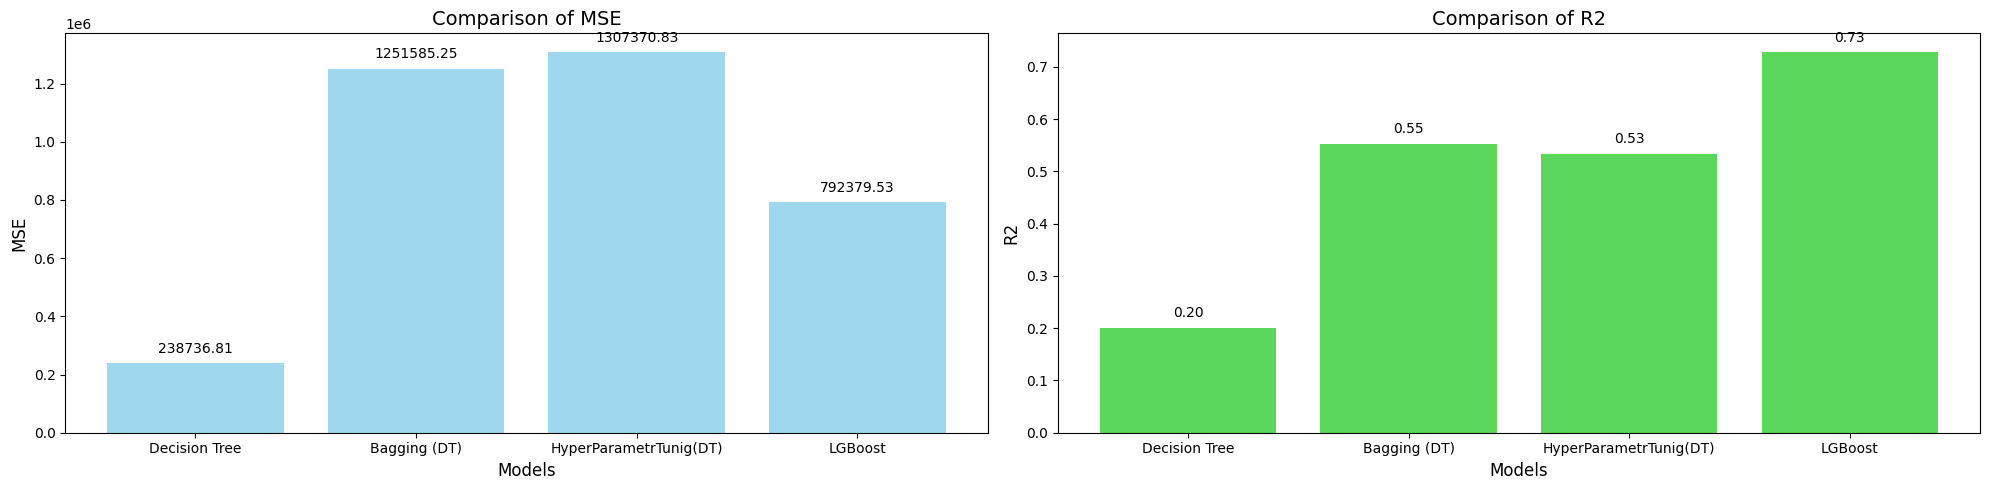 Comparison of MSE
1e6
1307370.83
1251585.25
1.2
1.0
792379.53
0.8
MSE
0.6
0.4
238736.81
0.2
0.0
Decision Tree
Bagging (DT)
HyperParametrTunig(DT)
LGBoost
Models
Comparison of R2
0.73
0.7
0.6
0.55
0.53
0.5
0.4
R2
0.3
0.20
0.2
0.1
0.0
Decision Tree
Bagging (DT)
HyperParametrTunig(DT)
LGBoost
Models